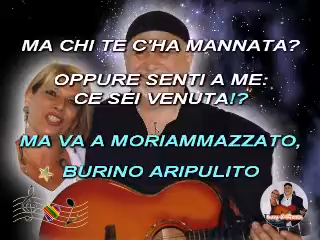 MA CHI TE C'HA MANNATA?
OPPURE SENTI A ME:
CE SEI VENUTA!?
MA VA A MORIAMMAZZATO,
BURINO ARIPULITO